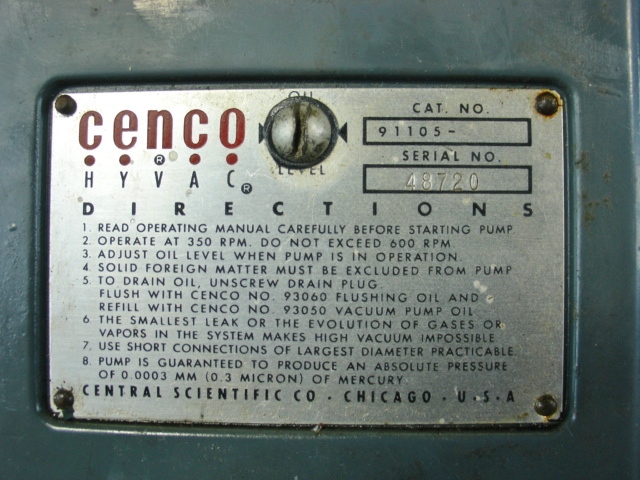 OIL
CAT. NO.
cenco
91105-
®
SERIAL NO.
LEVEL
HYVAC®
48720
DIRECTIONS
1. READ OPERATING MANUAL CAREFULLY BEFORE STARTING PUMP.
2. OPERATE AT 350 RPM. DO NOT EXCEED 600 RPM
3. ADJUST OIL LEVEL WHEN PUMP IS IN OPERATION.
4. SOLID FOREIGN MATTER MUST BE EXCLUDED FROM PUMP
5. TO DRAIN OIL, UNSCREW DRAIN PLUG.
FLUSH WITH CENCO NO. 93060 FLUSHING OIL AND
REFILL WITH CENCO NO. 93050 VACUUM PUMP OIL
6. THE SMALLEST LEAK OR THE EVOLUTION OF GASES OR
VAPORS IN THE SYSTEM MAKES HIGH VACUUM IMPOSSIBLE.
7. USE SHORT CONNECTIONS OF LARGEST DIAMETER PRACTICABLE.
8. PUMP IS GUARANTEED TO PRODUCE AN ABSOLUTE PRESSURE
OF 0.0003 MM (0.3 MICRON) OF MERCURY.
CENTRAL SCIENTIFIC CO · CHICAGO · U.S.A